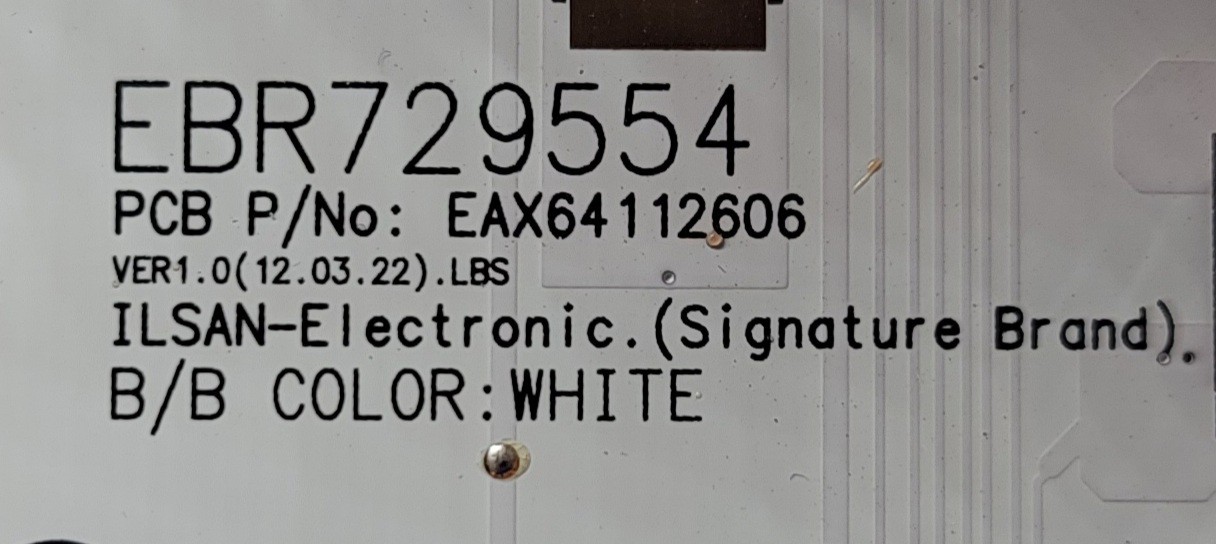 EBR729554
PCB P/No: EAX64112606
VER1.0(12.03.22).LBS
ILSAN-Electronic.(Signature Brand).
B/B COLOR:WHITE